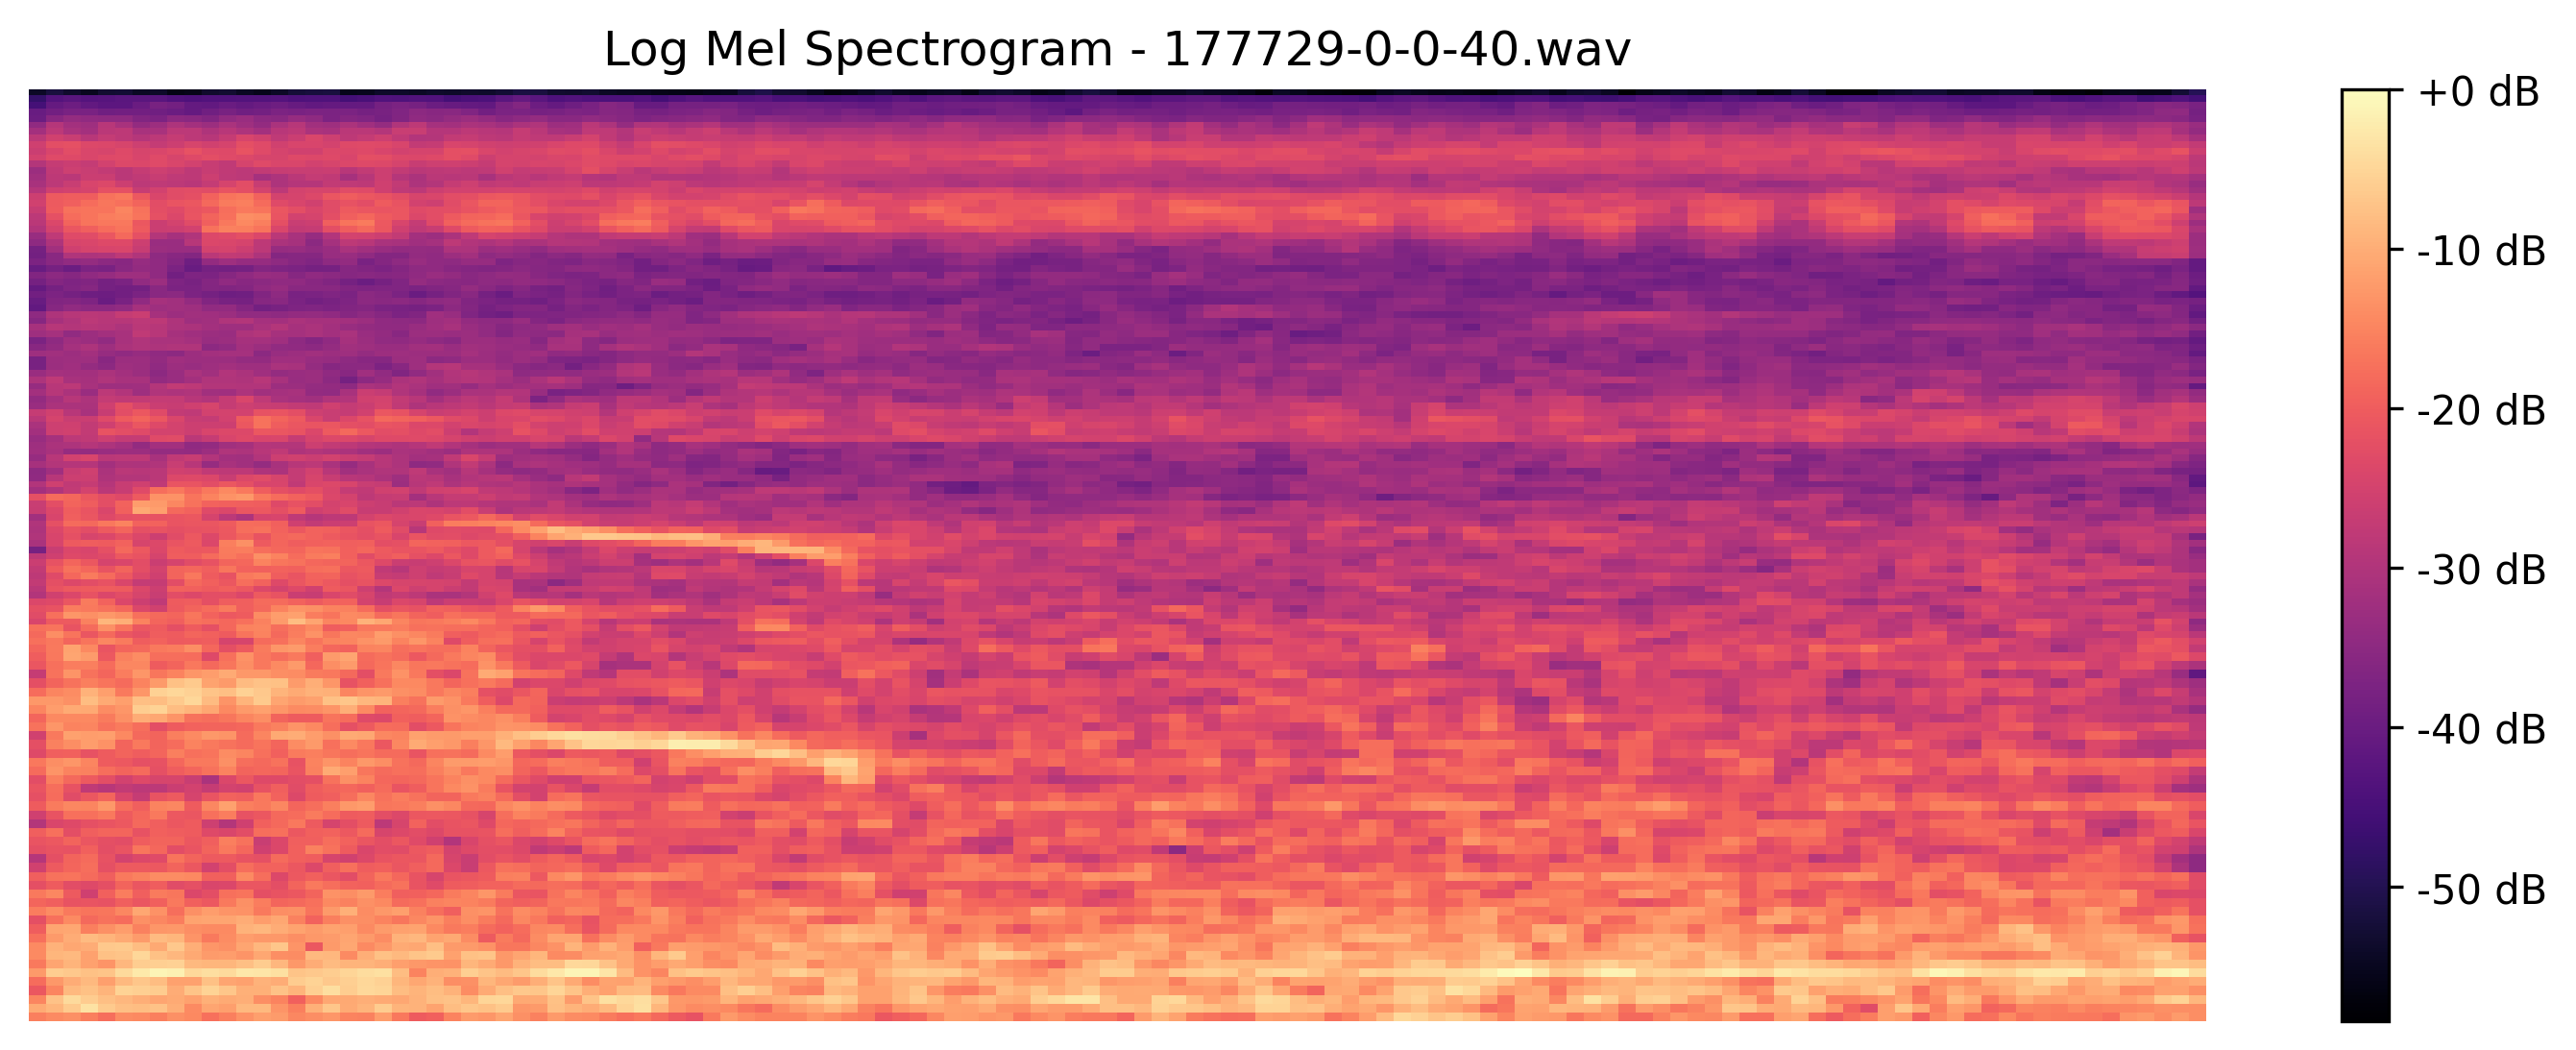 Log Mel Spectrogram - 177729-0-0-40.wav
+0 dB
-10 dB
-20 dB
-30 dB
-40 dB
-50 dB